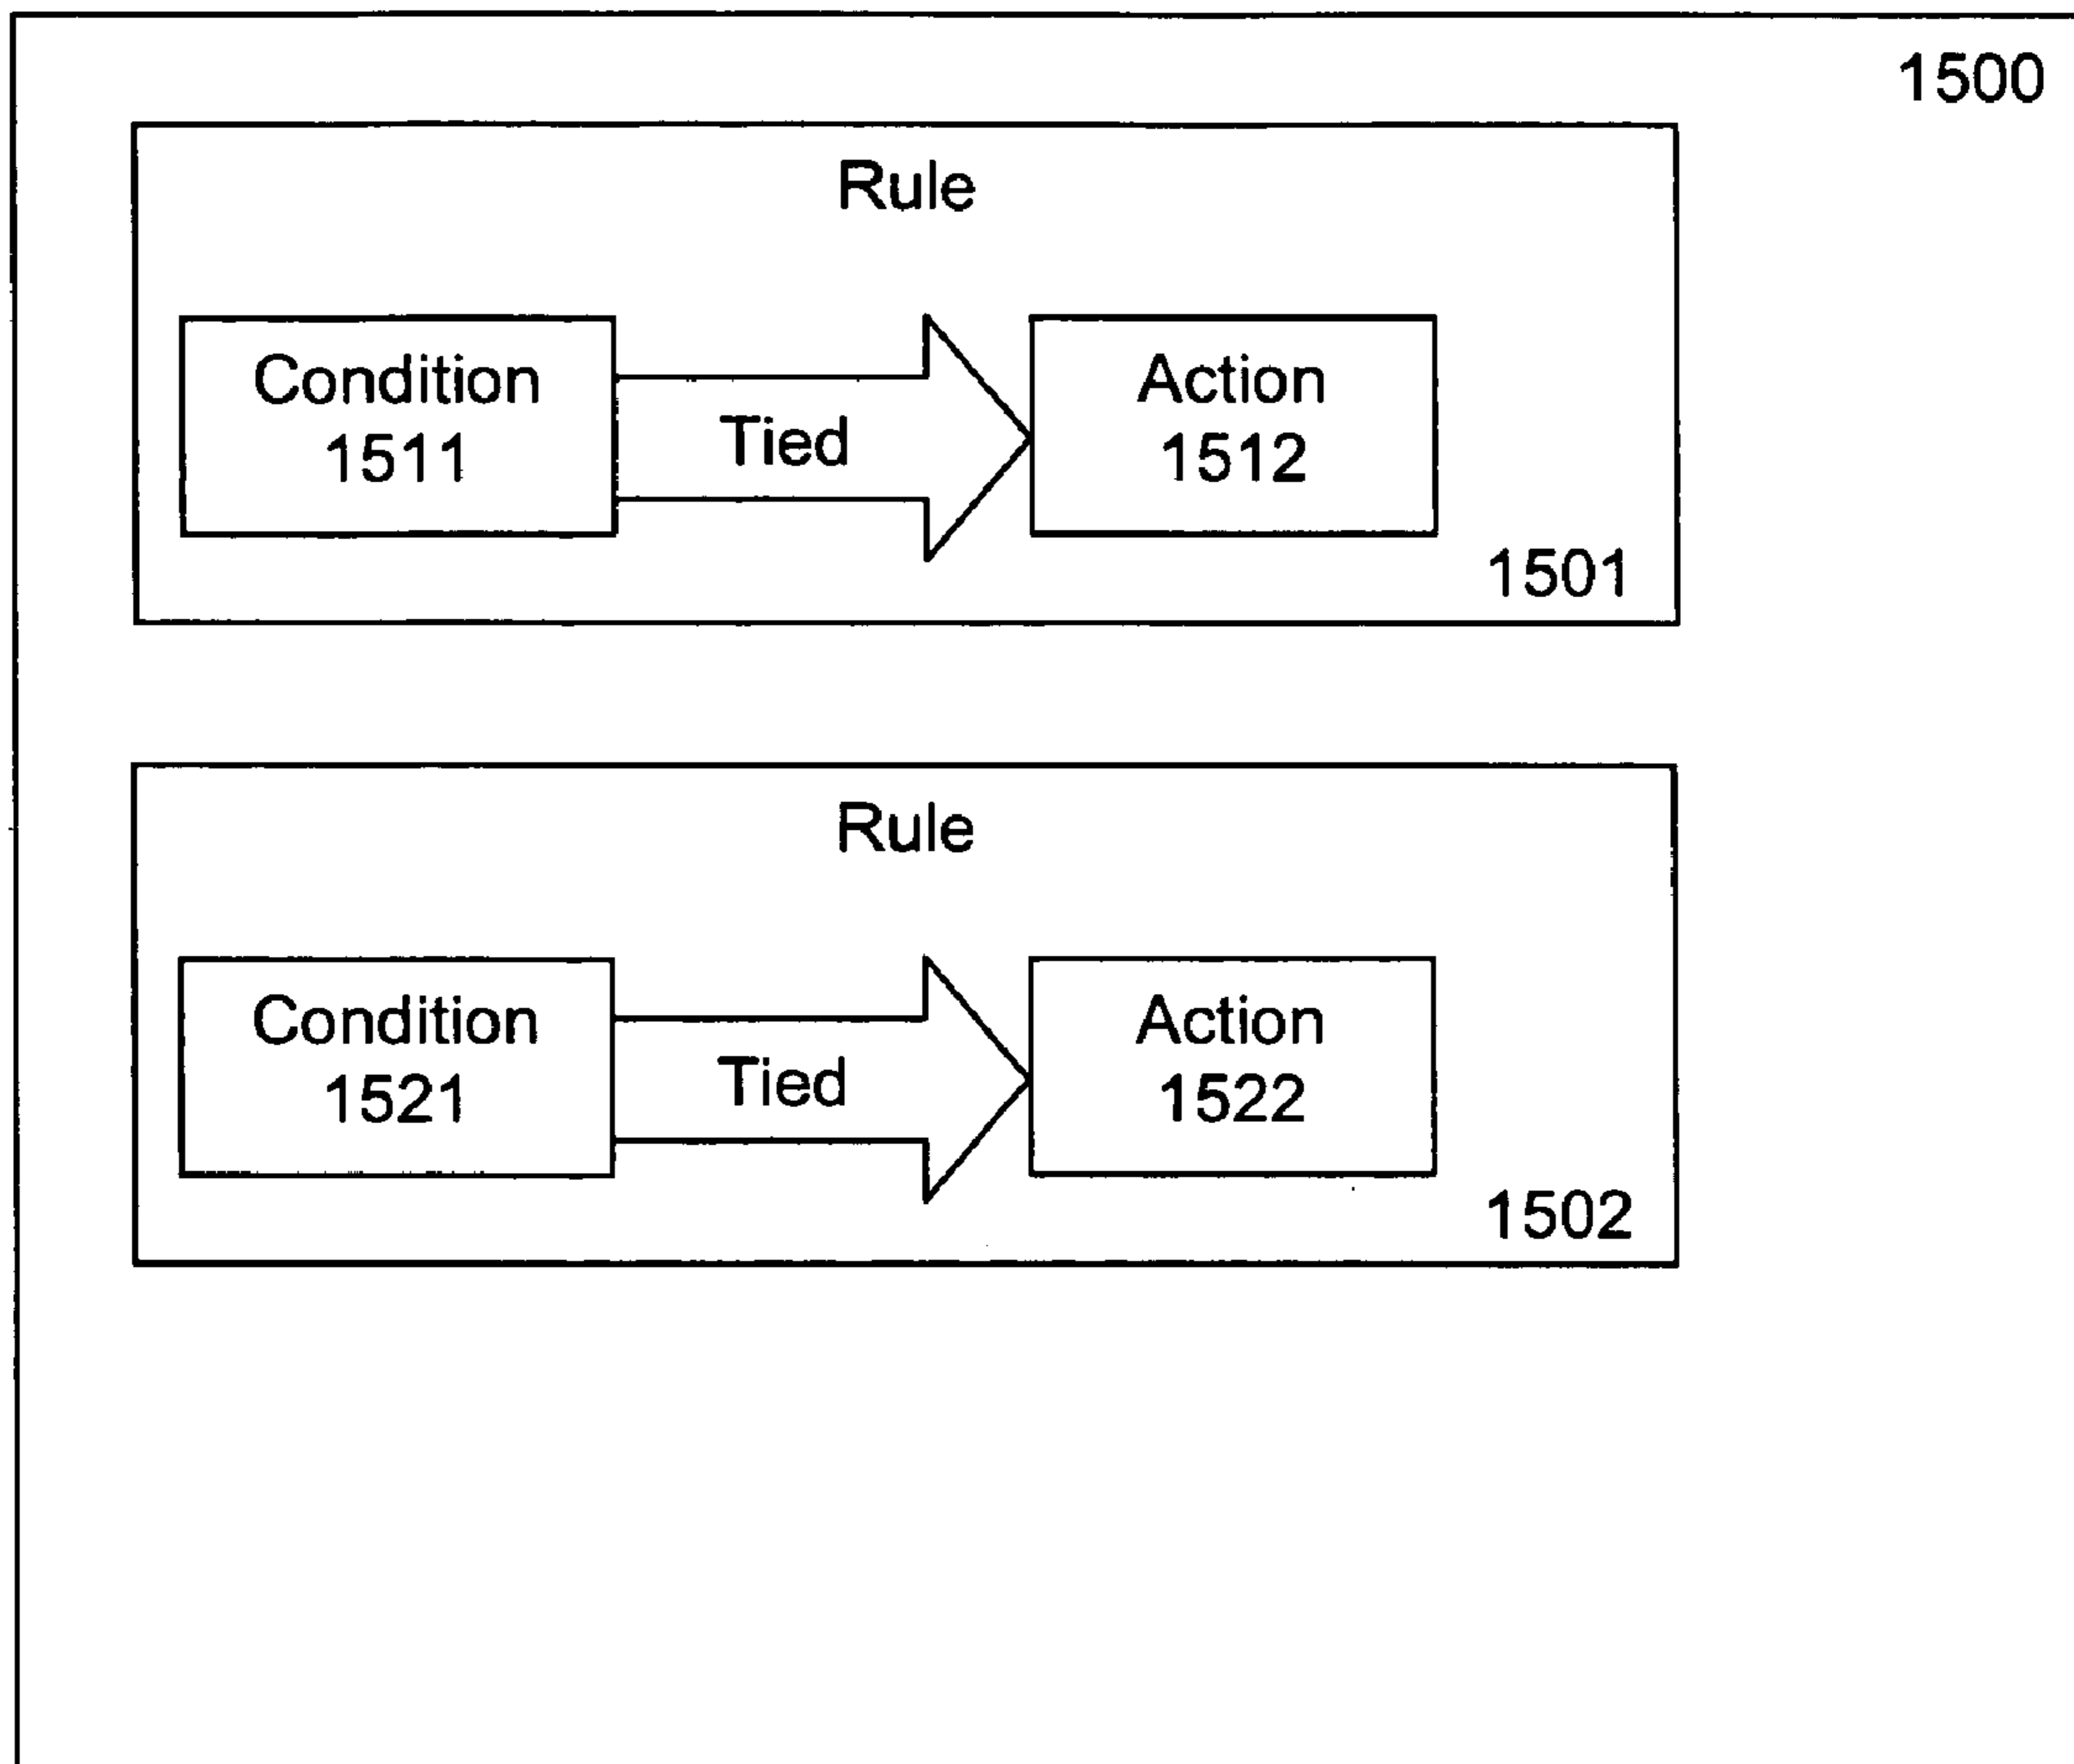 1500
Rule
Condition
1511
Tied
Action
1512
1501
Rule
Condition
1521
Tied
Action
1522
1502